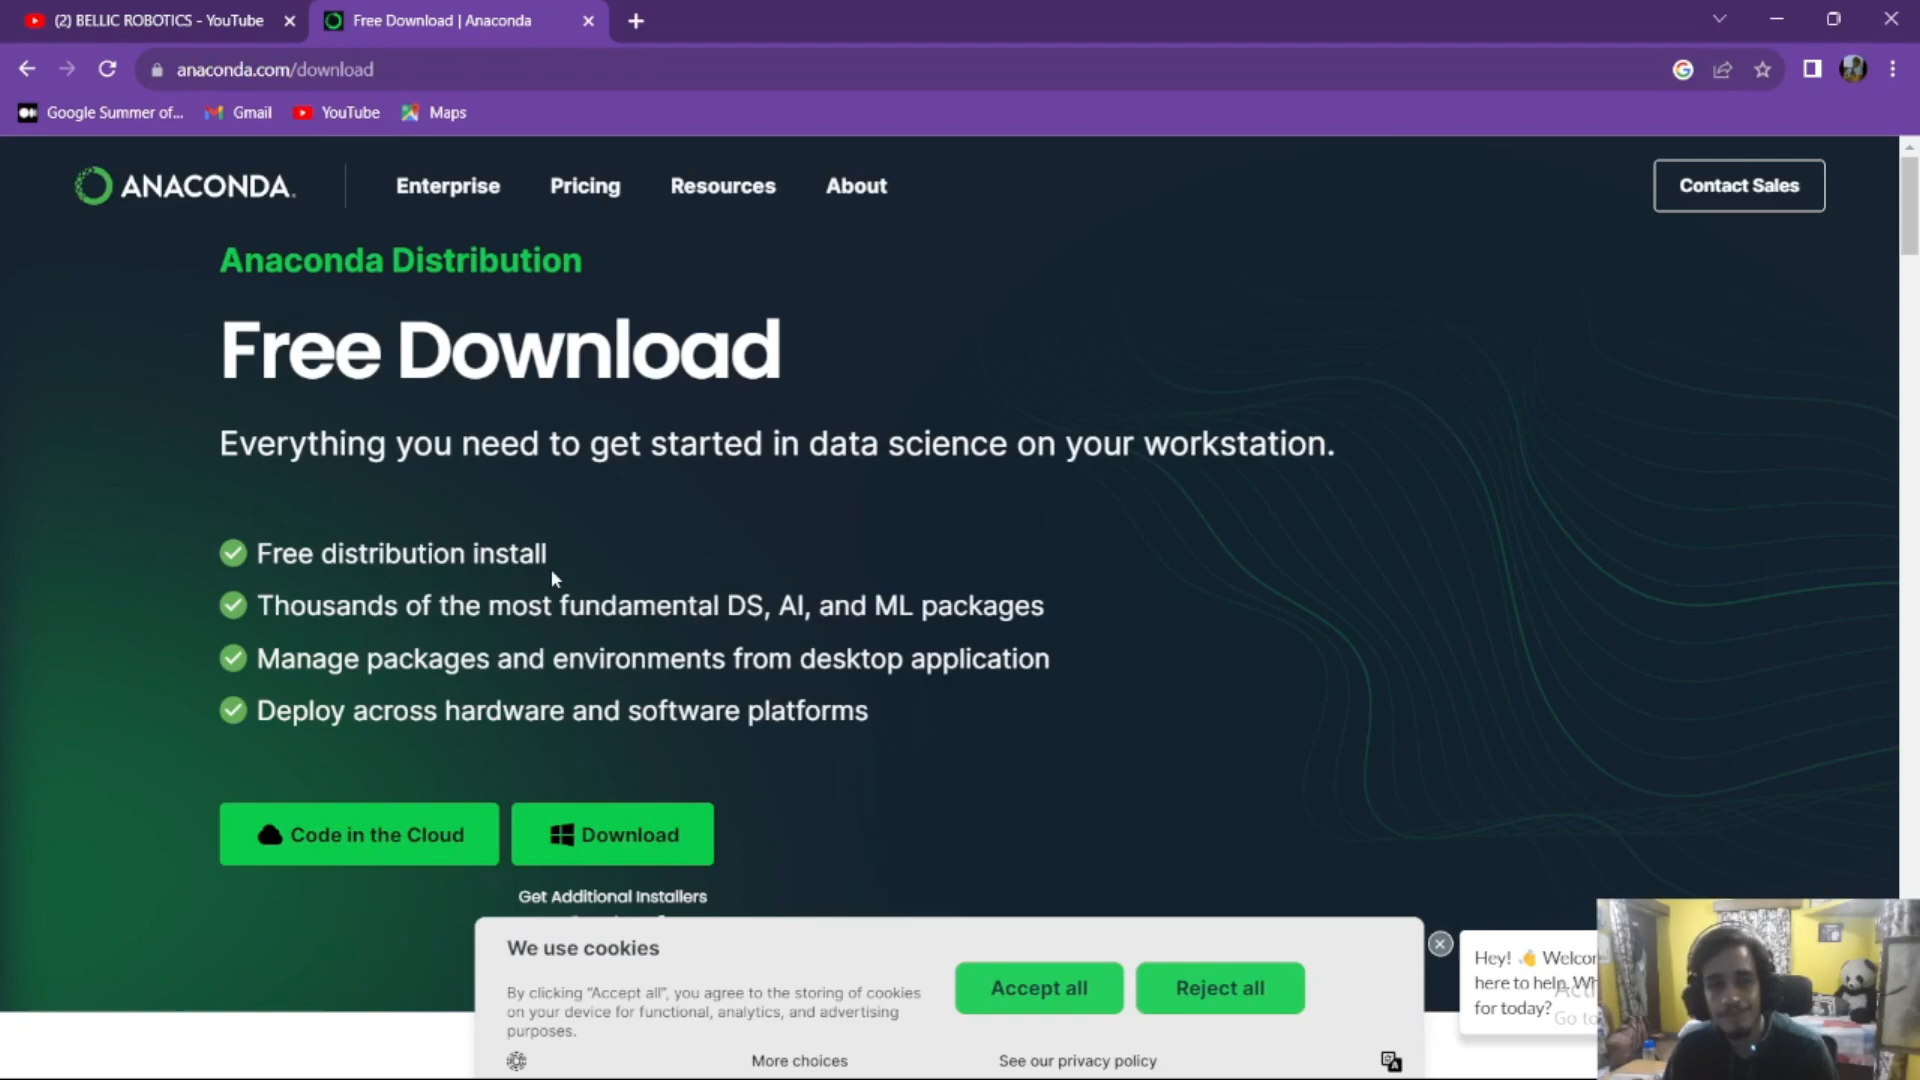 (2) BELLIC ROBOTICS - YouTube
Free Download | Anaconda
anaconda.com/download
Google Summer of...
Gmail
YouTube
Maps
ANACONDA.
Enterprise
Pricing
Resources
About
Contact Sales
Anaconda Distribution
Free Download
Everything you need to get started in data science on your workstation.
Free distribution install
Thousands of the most fundamental DS, AI, and ML packages
Manage packages and environments from desktop application
Deploy across hardware and software platforms
Code in the Cloud
Download
Get Additional Installers
We use cookies
By clicking "Accept all", you agree to the storing of cookies
on your device for functional, analytics, and advertising
purposes.
Accept all
Reject all
More choices
See our privacy policy
Hey! 👋
here to help.
for today?
Go to